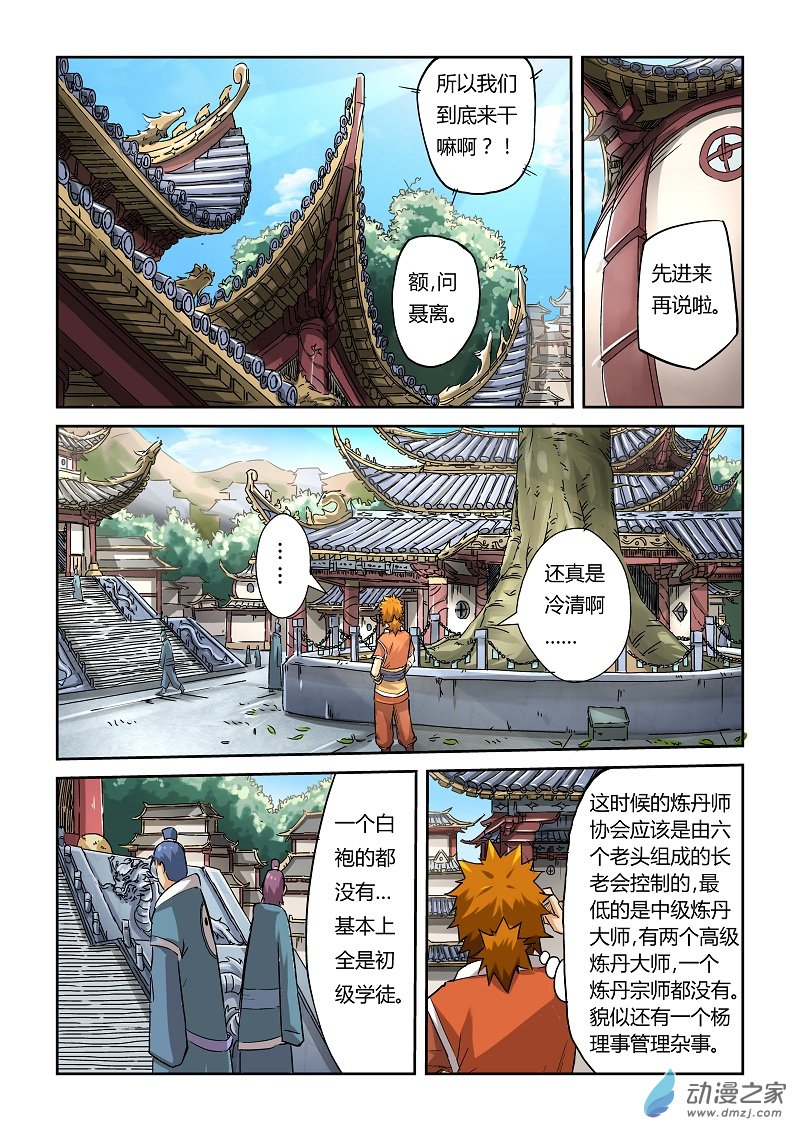 所以我们
到底来干
嘛啊？！
额,问
聂离。
先进来
再说啦。
……
还真是
冷清啊
……
一个白
袍的都
没有...
基本上
全是初
级学徒。
这时候的炼丹师
协会应该是由六
个老头组成的长
老会控制的,最
低的是中级炼丹
大师,有两个高级
炼丹大师,一个
炼丹宗师都没有。
貌似还有一个杨
理事管理杂事。
动漫之家
www.dmzj.com